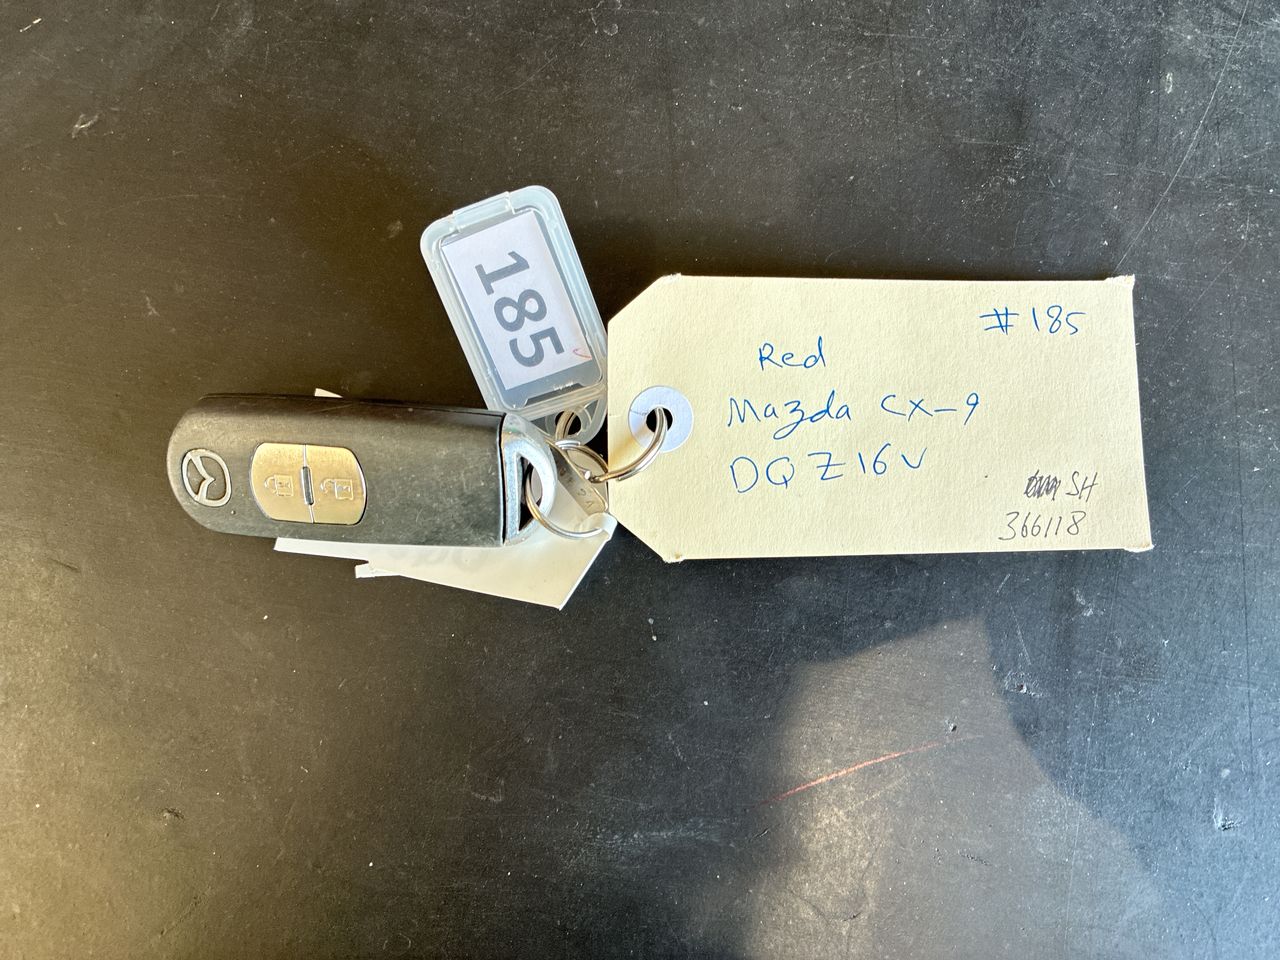 185
#185
Red
Mazda CX-9
DQZ16V
SH
366118